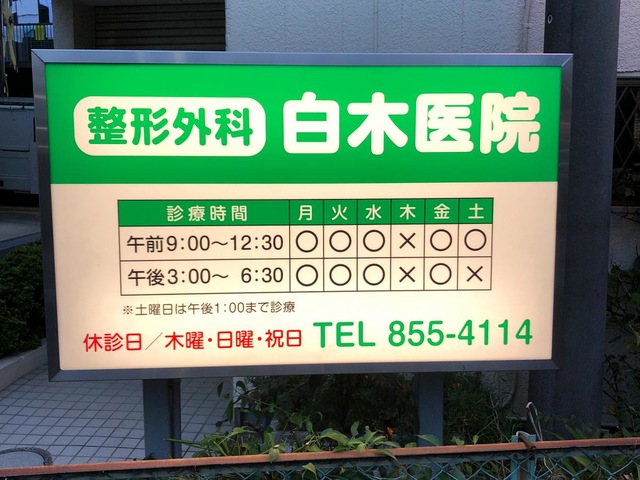 整形外科 白木医院
診療時間 月 火 水 木 金 土
午前9:00〜12:30 ○ ○ ○ × ○ ○
午後3:00〜 6:30 ○ ○ ○ × ○ ×
※土曜日は午後1:00まで診療
休診日／木曜・日曜・祝日 TEL 855-4114